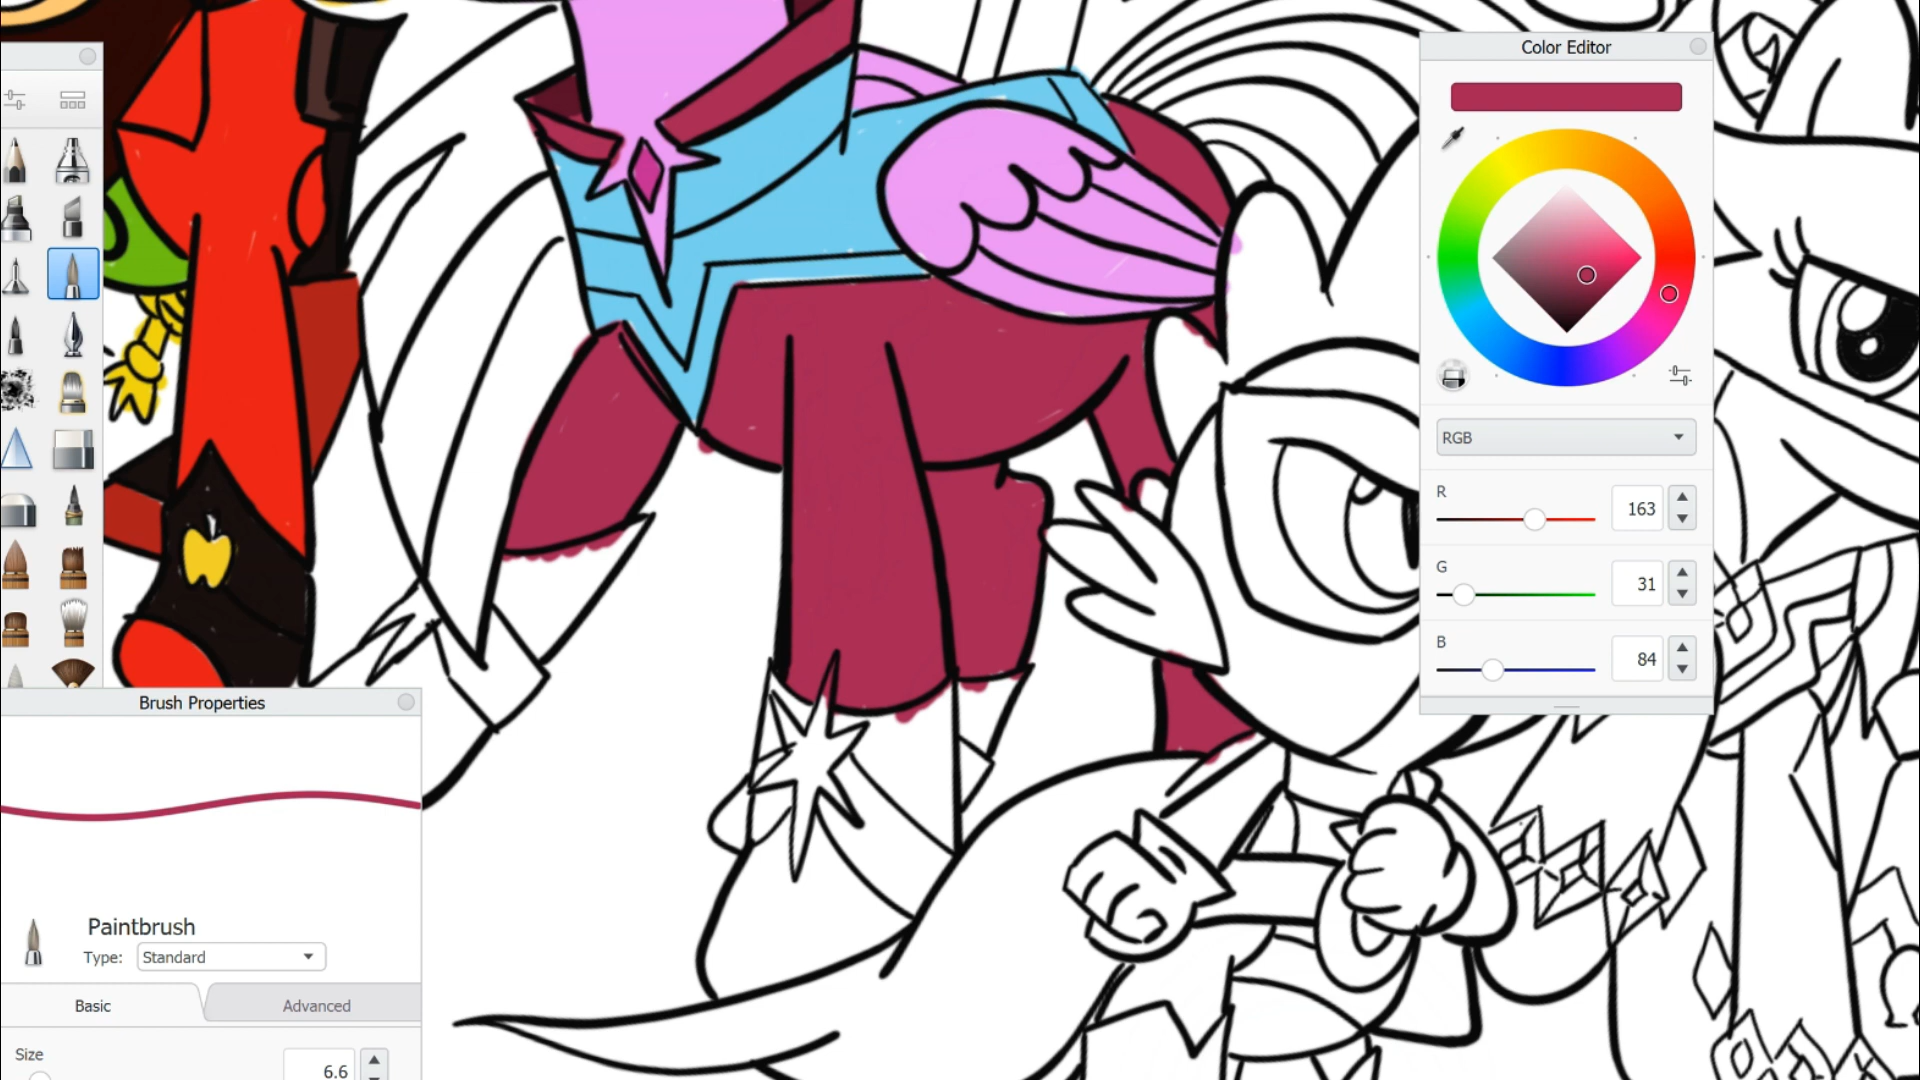 Color Editor
RGB
R
163
G
31
B
84
Brush Properties
Paintbrush
Type:
Standard
Basic
Advanced
Size
6.6